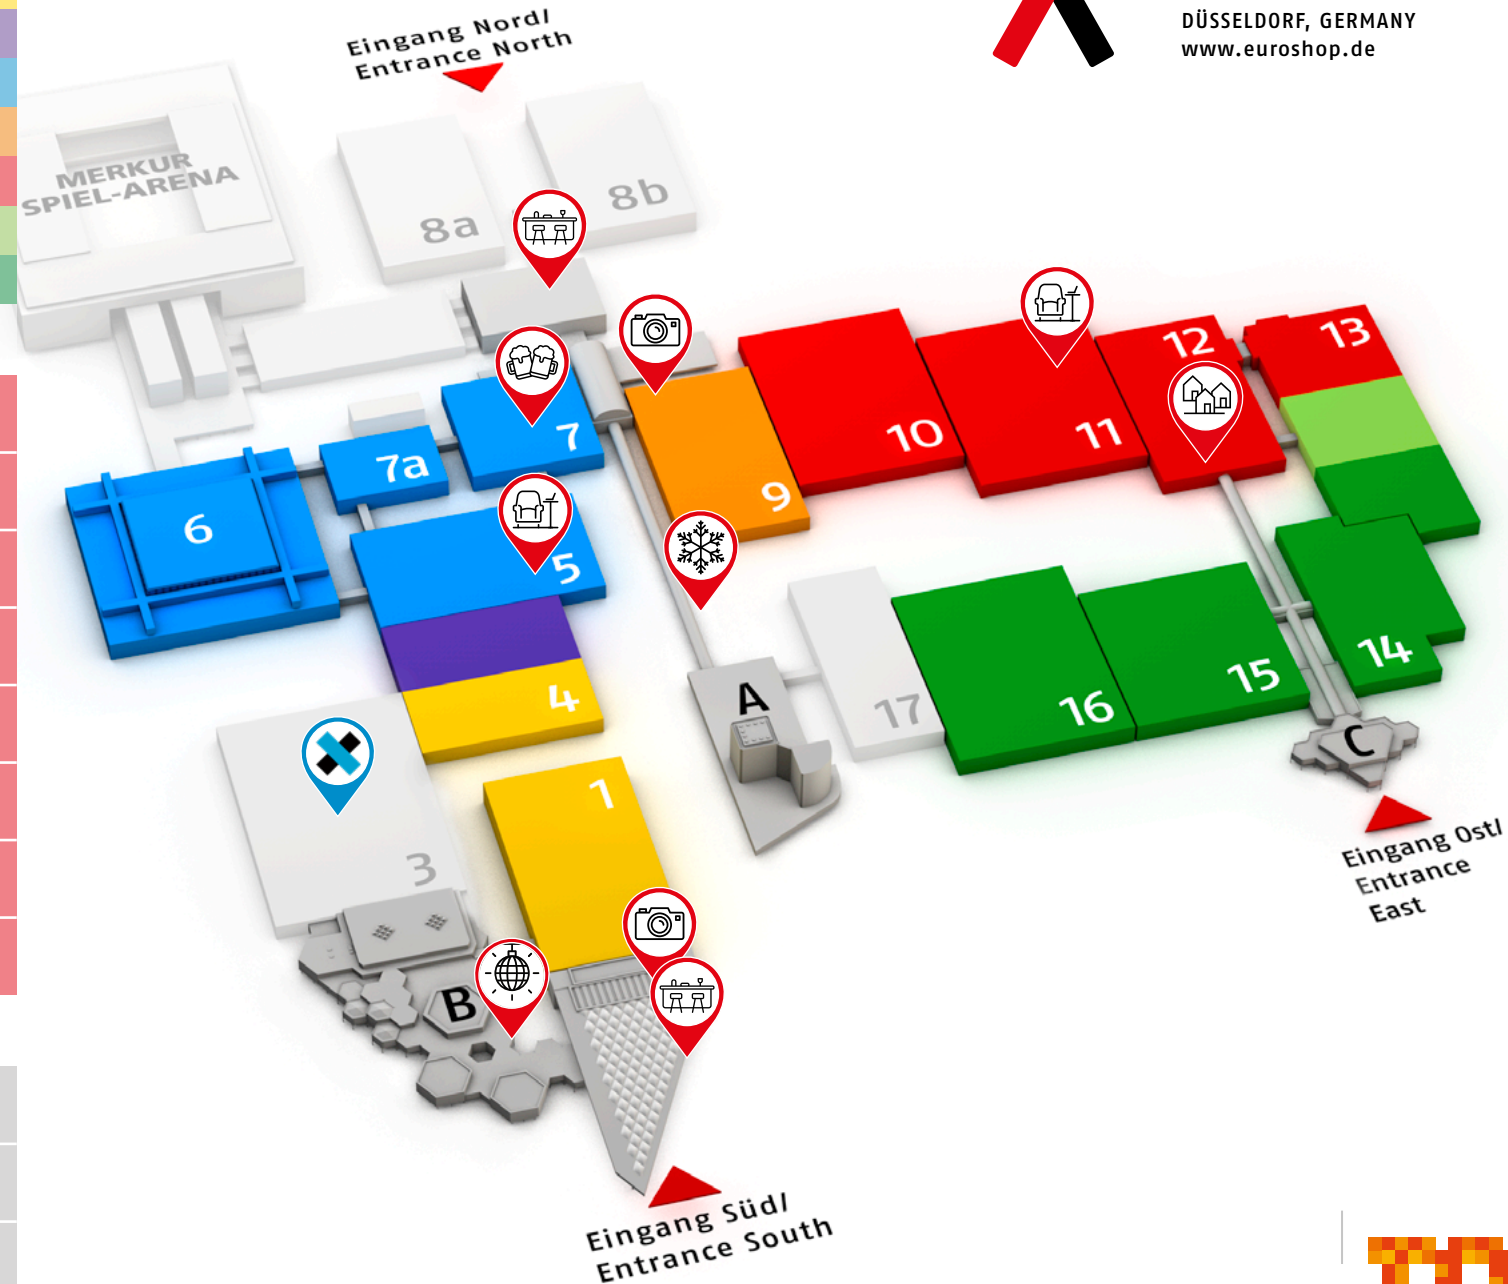 DÜSSELDORF, GERMANY
www.euroshop.de
Eingang Nord/
Entrance North
MERKUR
SPIEL-ARENA
8a
8b
12
13
7
7a
10
11
9
6
5
4
A
17
16
15
14
C
1
3
B
Eingang Ost/
Entrance
East
Eingang Süd/
Entrance South